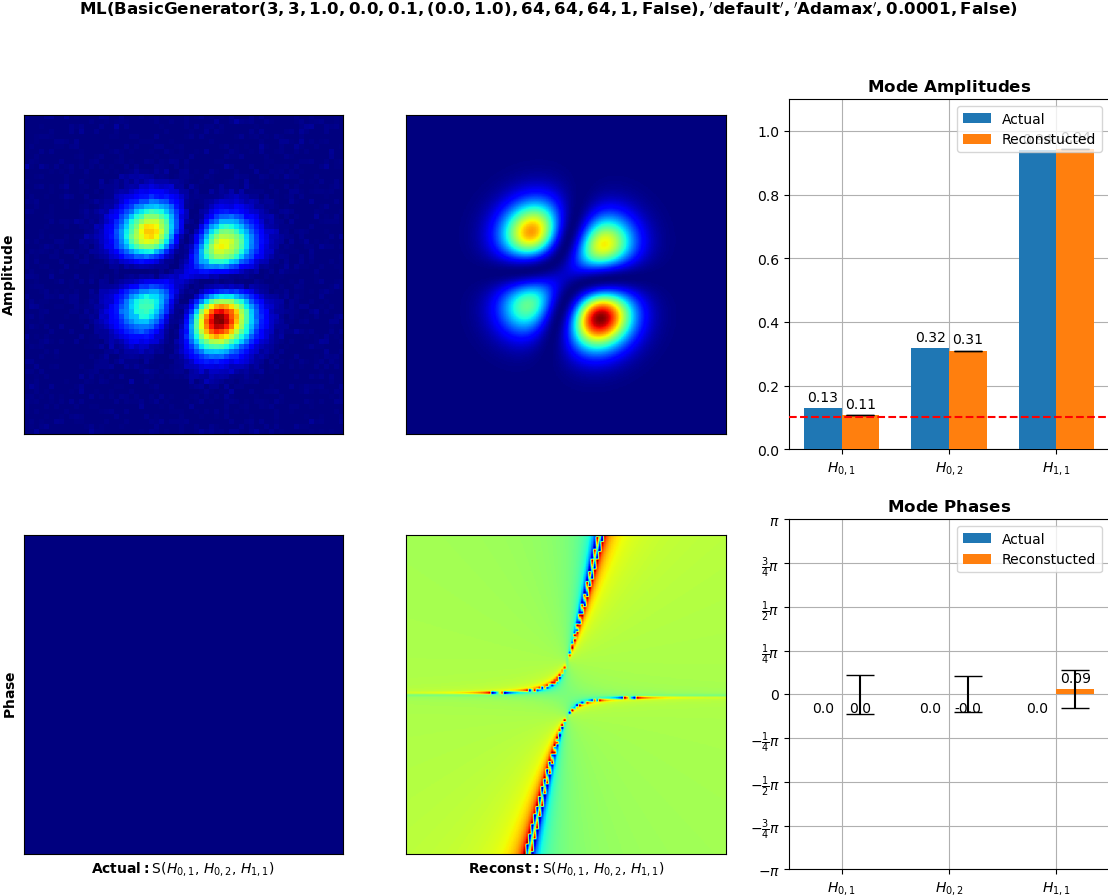 ML(BasicGenerator(3, 3, 1.0, 0.0, 0.1, (0.0, 1.0), 64, 64, 64, 1, False), ′default′, ′Adamax′, 0.0001, False)
Mode Amplitudes
Amplitude
1.0
0.8
0.6
0.4
0.2
0.0
Actual
Reconstucted
0.13
0.11
0.32
0.31
H0,1
H0,2
H1,1
Mode Phases
Phase
π
3/4π
1/2π
1/4π
0
−1/4π
−1/2π
−3/4π
−π
Actual
Reconstucted
0.0
0.0
0.0
-0.0
0.0
0.09
H0,1
H0,2
H1,1
Actual: S(H0,1, H0,2, H1,1)
Reconst: S(H0,1, H0,2, H1,1)